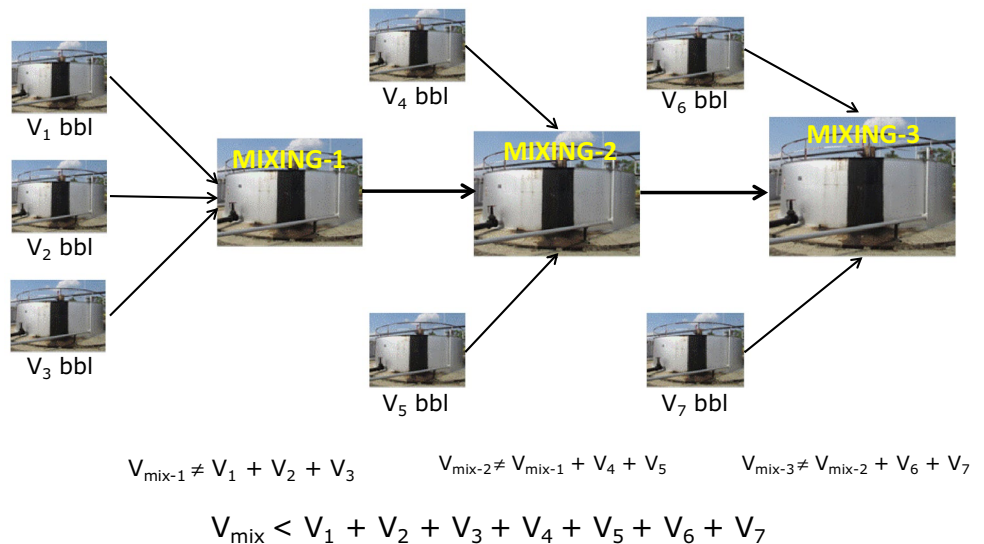 V₁ bbl
V₂ bbl
V₃ bbl
MIXING-1
V₄ bbl
MIXING-2
V₅ bbl
V₆ bbl
MIXING-3
V₇ bbl
Vₘᵢₓ₋₁ ≠ V₁ + V₂ + V₃
Vₘᵢₓ₋₂ ≠ Vₘᵢₓ₋₁ + V₄ + V₅
Vₘᵢₓ₋₃ ≠ Vₘᵢₓ₋₂ + V₆ + V₇
Vₘᵢₓ < V₁ + V₂ + V₃ + V₄ + V₅ + V₆ + V₇